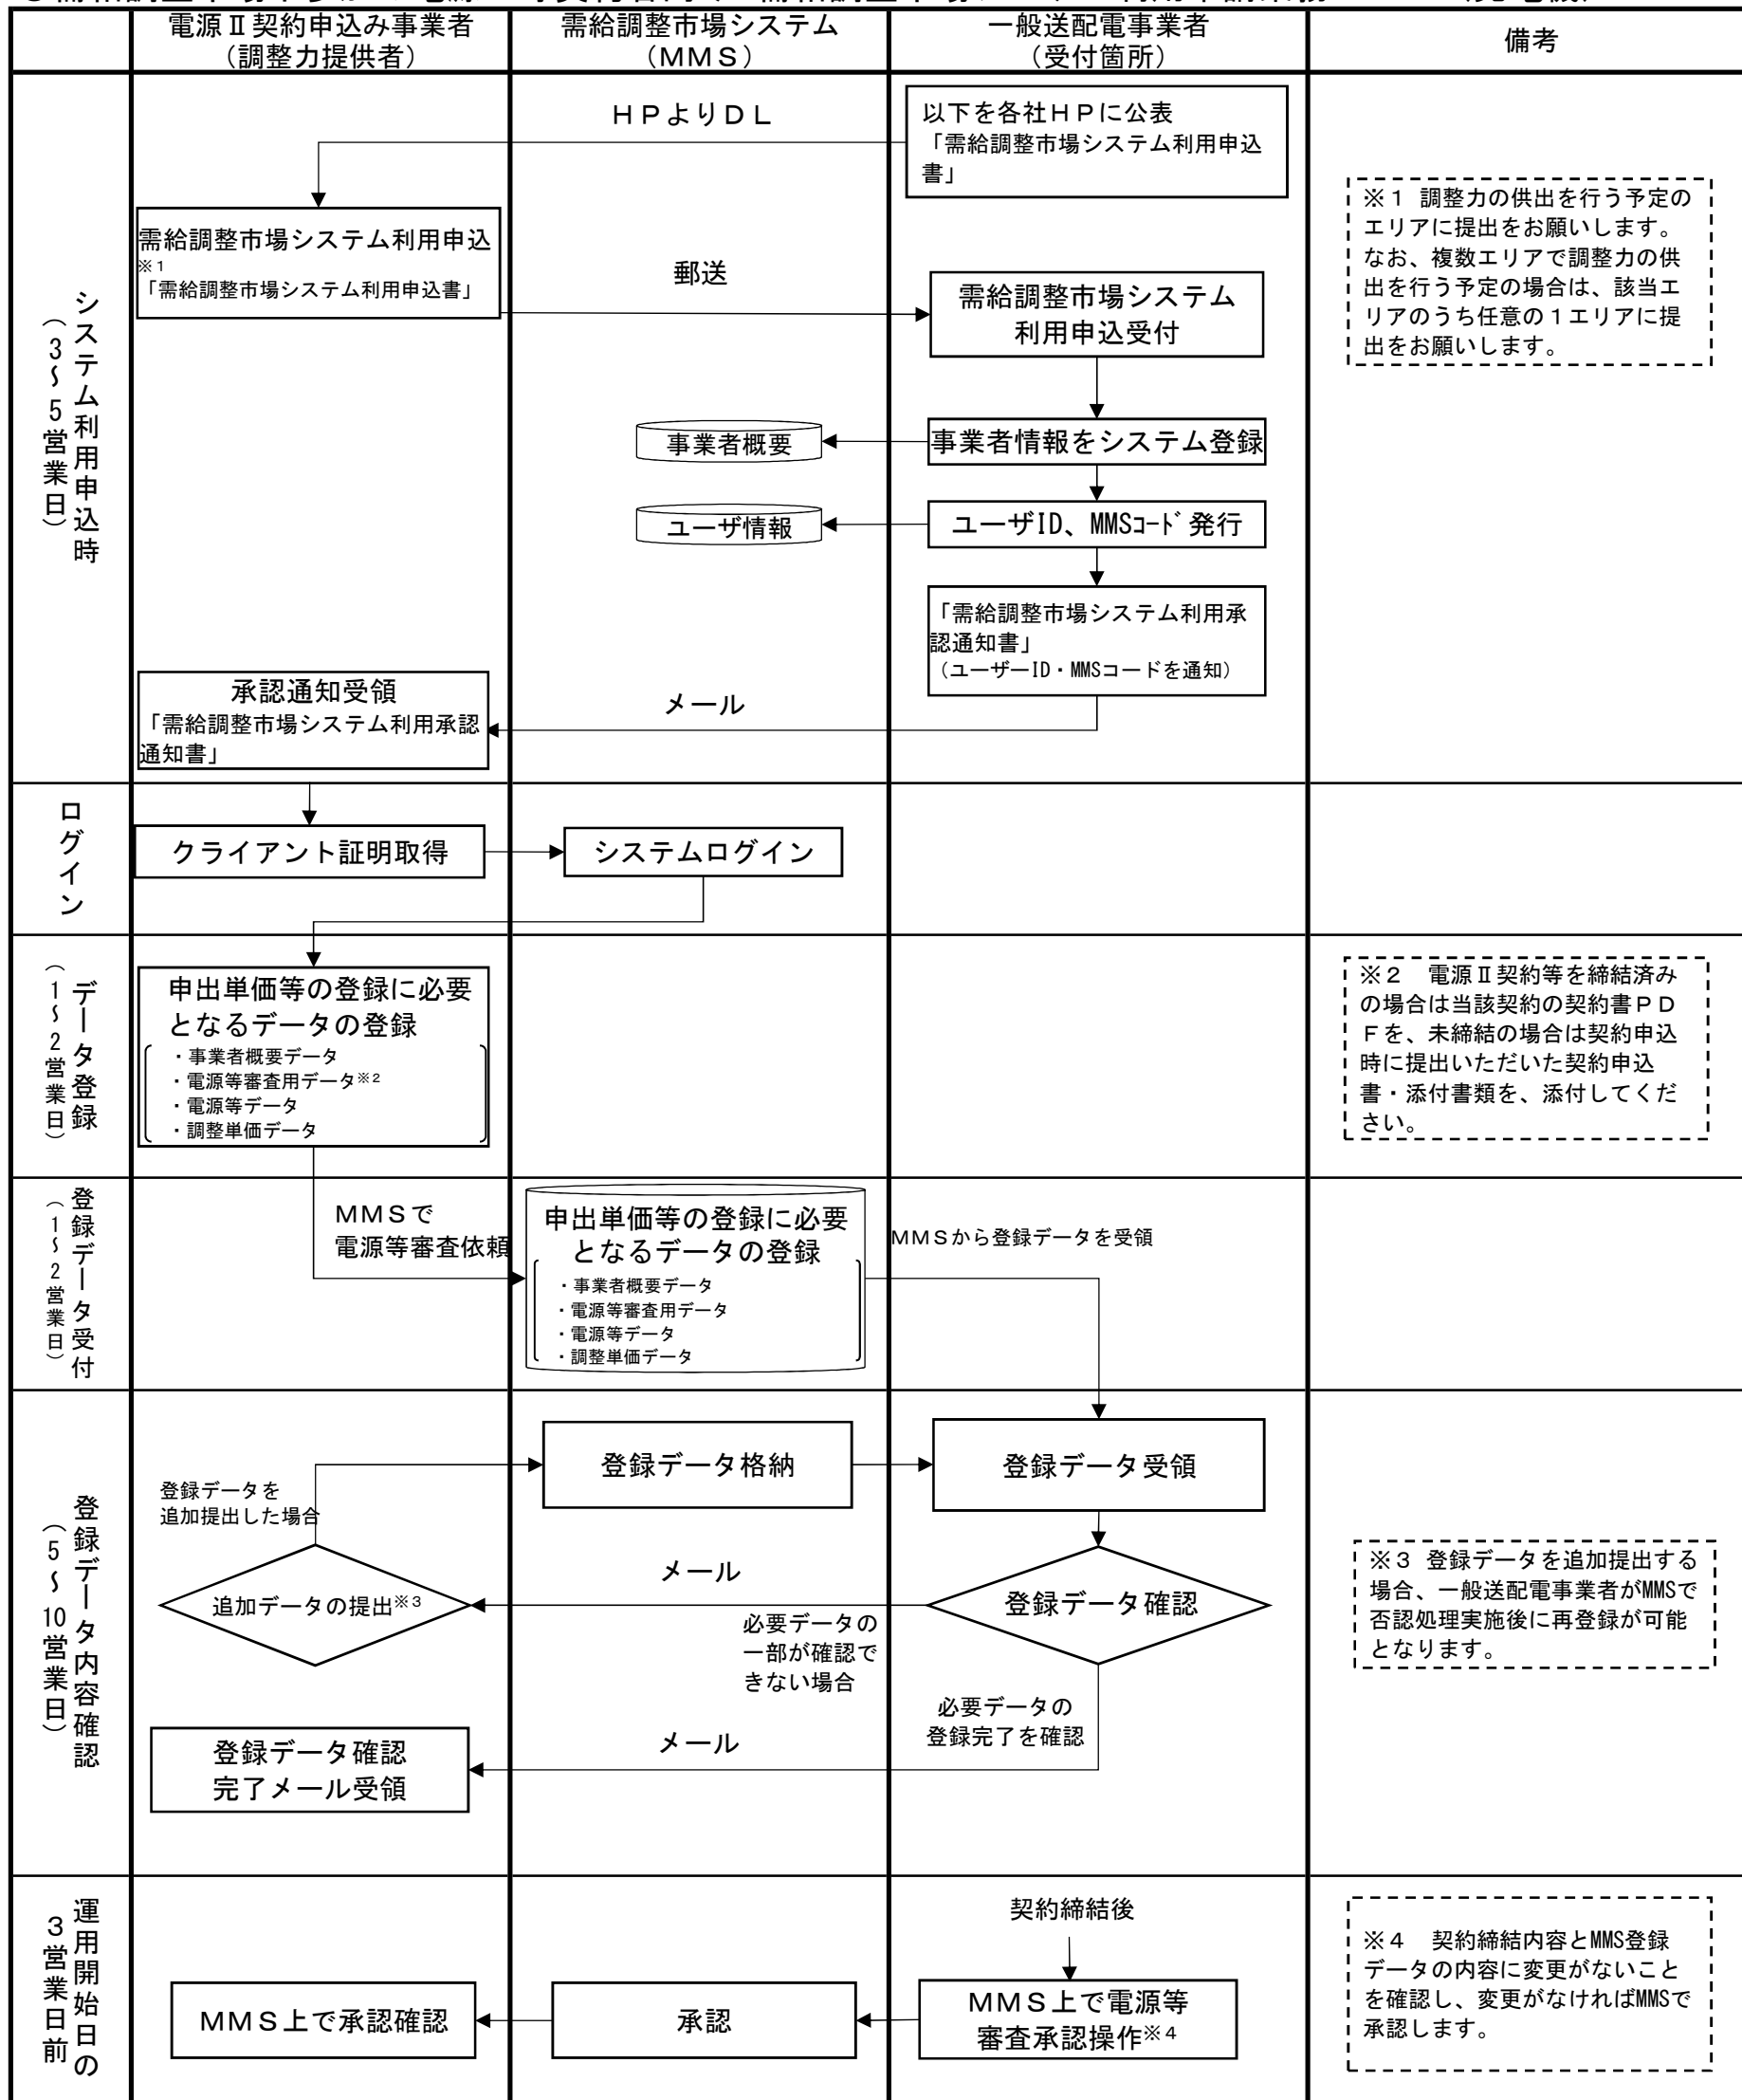 電源Ⅱ契約申込み事業者
（調整力提供者）
需給調整市場システム
（ＭＭＳ）
一般送配電事業者
（受付箇所）
備考
システム利用申込時
（３～５営業日）
ＨＰよりＤＬ
以下を各社ＨＰに公表
「需給調整市場システム利用申込
書」
需給調整市場システム利用申込
※１
「需給調整市場システム利用申込書」
郵送
需給調整市場システム
利用申込受付
事業者情報をシステム登録
事業者概要
ユーザID、MMSｺｰﾄﾞ発行
ユーザ情報
「需給調整市場システム利用承
認通知書」
（ユーザーID・MMSコードを通知）
メール
承認通知受領
「需給調整市場システム利用承認
通知書」
※１ 調整力の供出を行う予定の
エリアに提出をお願いします。
なお、複数エリアで調整力の供
出を行う予定の場合は、該当エ
リアのうち任意の１エリアに提
出をお願いします。
ログイン
クライアント証明取得
システムログイン
データ登録
（１～２営業日）
申出単価等の登録に必要
となるデータの登録
・事業者概要データ
・電源等審査用データ※2
・電源等データ
・調整単価データ
※２　電源Ⅱ契約等を締結済み
の場合は当該契約の契約書ＰＤ
Ｆを、未締結の場合は契約申込
時に提出いただいた契約申込
書・添付書類を、添付してくだ
さい。
登録データ受付
（１～２営業日）
ＭＭＳで
電源等審査依頼
申出単価等の登録に必要
となるデータの登録
・事業者概要データ
・電源等審査用データ
・電源等データ
・調整単価データ
ＭＭＳから登録データを受領
登録データ内容確認
（５～10営業日）
登録データ格納
登録データ受領
登録データを
追加提出した場合
追加データの提出※3
メール
登録データ確認
必要データの
一部が確認で
きない場合
必要データの
登録完了を確認
メール
登録データ確認
完了メール受領
※３ 登録データを追加提出する
場合、一般送配電事業者がMMSで
否認処理実施後に再登録が可能
となります。
運用開始日の
３営業日前
契約締結後
ＭＭＳ上で電源等
審査承認操作※4
承認
ＭＭＳ上で承認確認
※４　契約締結内容とMMS登録
データの内容に変更がないこと
を確認し、変更がなければMMSで
承認します。